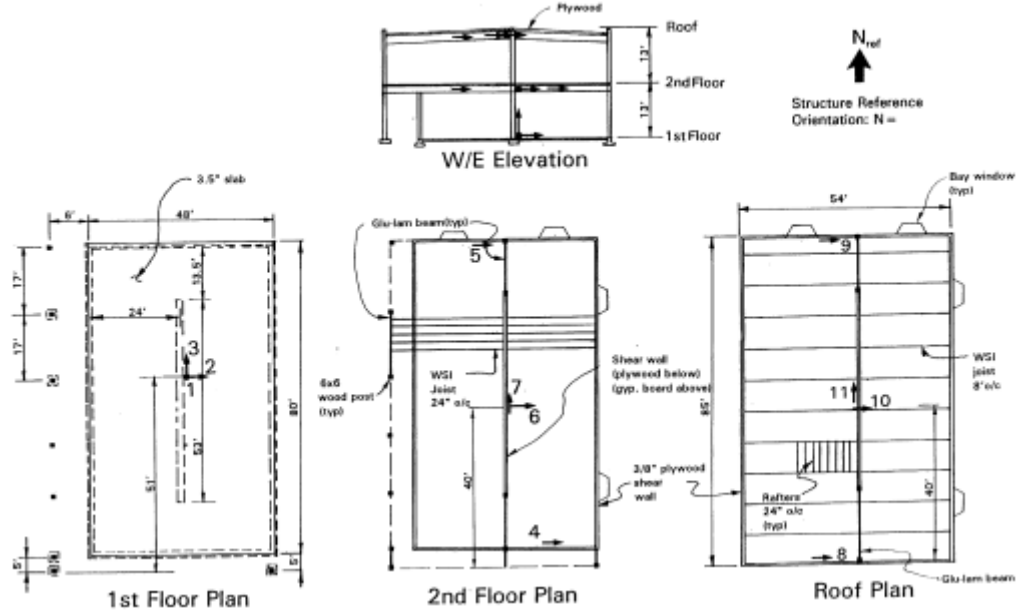 Plywood
Roof
13'
2nd Floor
13'
1st Floor
W/E Elevation
N ref
Structure Reference
Orientation: N =
3.5" slab
6'
48'
17'
17'
24'
13.5'
3
2
1
53'
51'
80'
5'
5'
1st Floor Plan
Glu-lam beam(typ)
5
WSI
Joist
24" o/c
6x6
wood post
(typ)
7
6
Shear wall
(plywood below)
(gyp. board above)
40'
3/8" plywood
shear
wall
4
2nd Floor Plan
Bay window
(typ)
54'
9
85'
WSI
joist
8' o/c
11
10
Rafters
24" o/c
(typ)
40'
8
Glu-lam beam
Roof Plan